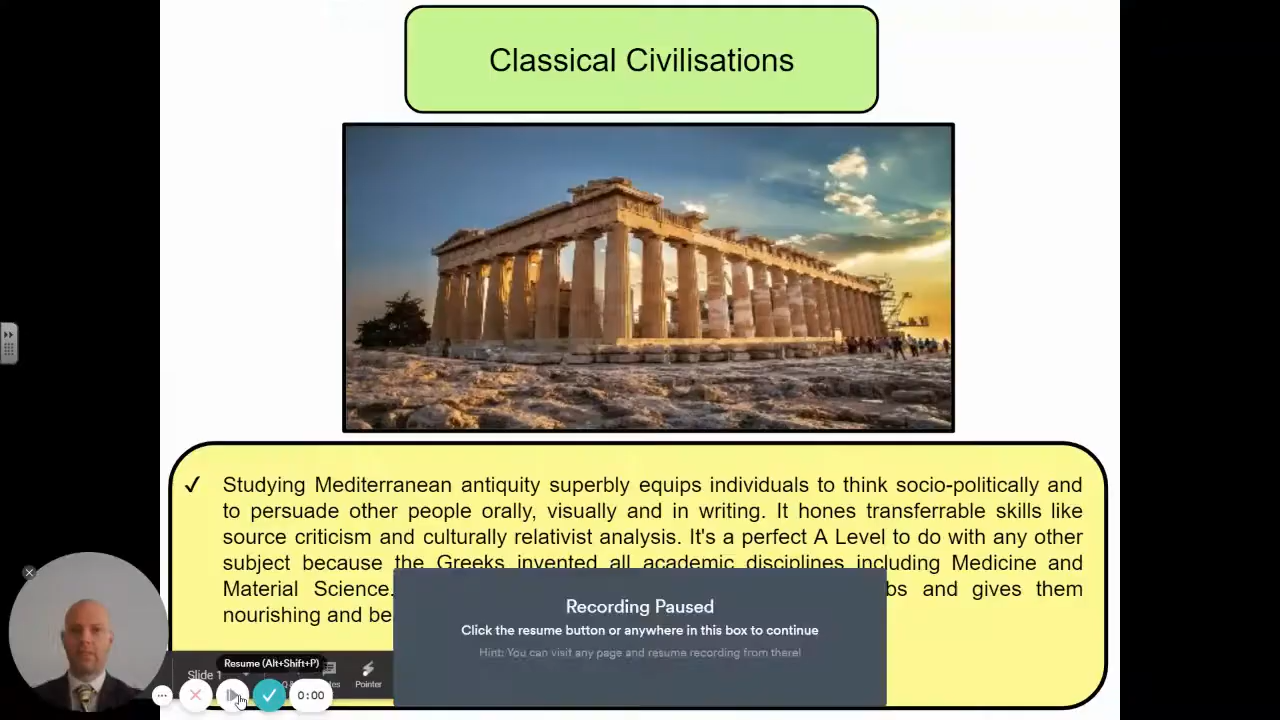 Classical Civilisations
✓ Studying Mediterranean antiquity superbly equips individuals to think socio-politically and
to persuade other people orally, visually and in writing. It hones transferrable skills like
source criticism and culturally relativist analysis. It's a perfect A Level to do with any other
subject because the Greeks invented all academic disciplines including Medicine and
Material Science. and gives them
nourishing and
Recording Paused
Click the resume button or anywhere in this box to continue
Hint: You can visit any page and resume recording from there!
Resume (Alt+Shift+P)
Slide 1
Pointer
0:00